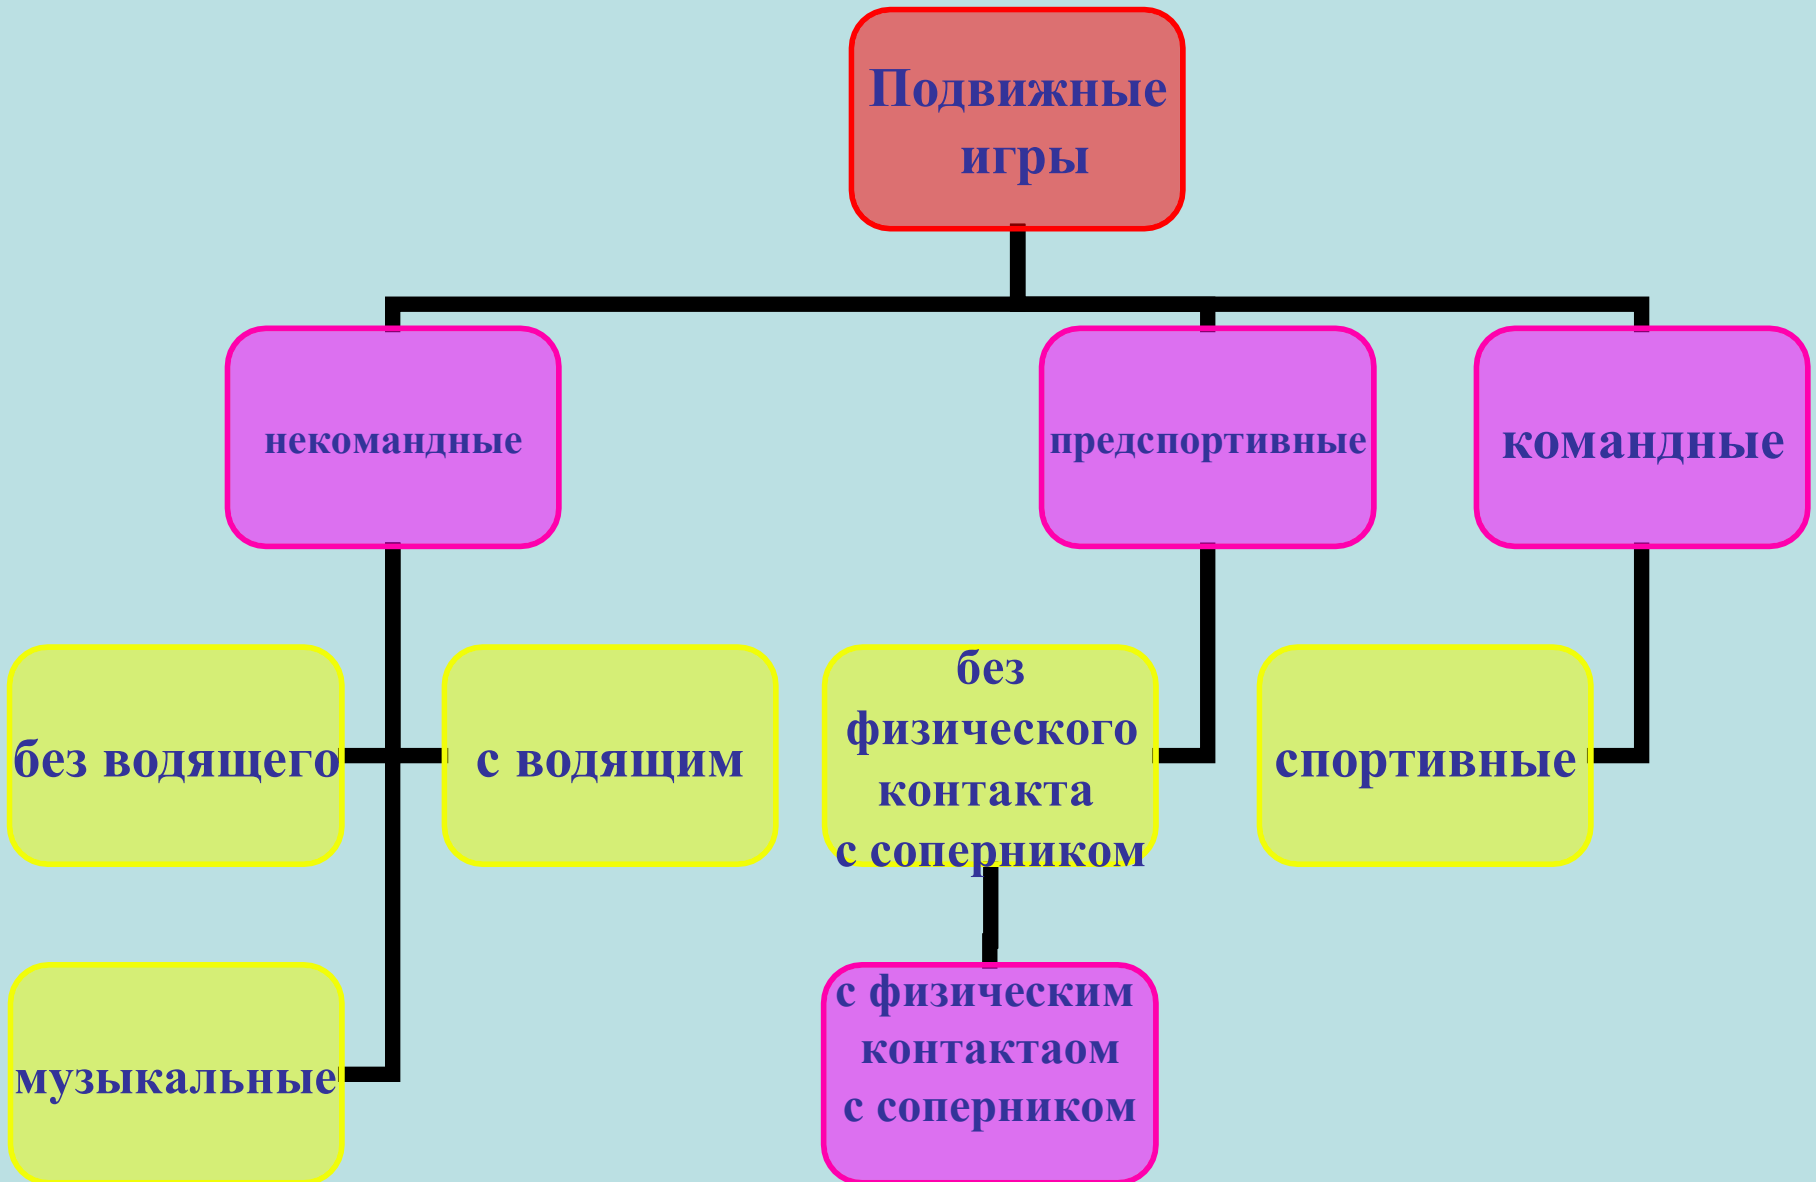 Подвижные
игры
некомандные
предспортивные
командные
без водящего
с водящим
без
физического
контакта
с соперником
спортивные
музыкальные
с физическим
контактаом
с соперником